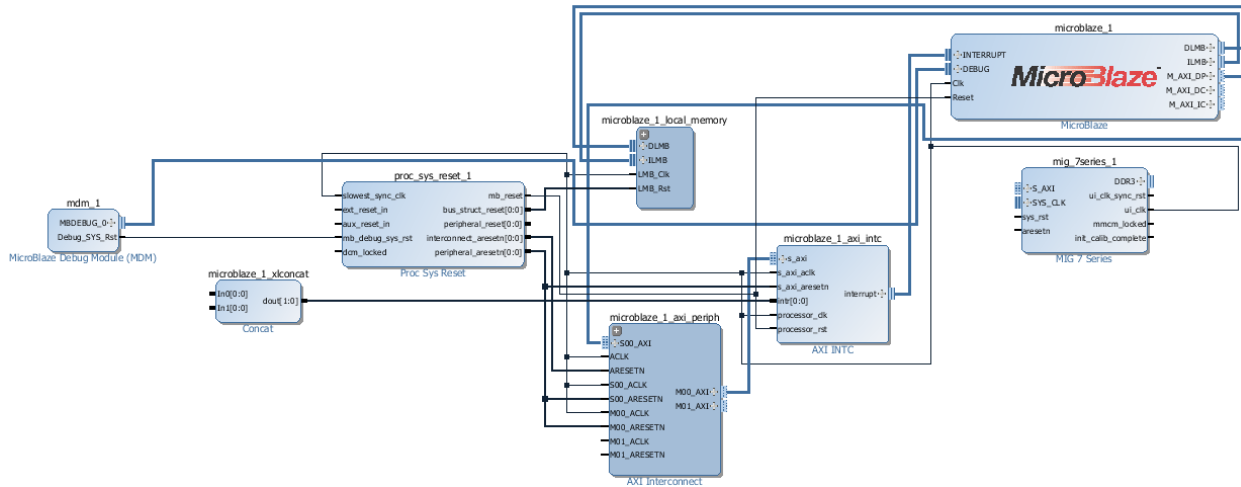 microblaze_1
INTERRUPT
DEBUG
Clk
Reset
MicroBlaze
DLMB
ILMB
M_AXI_DP
M_AXI_DC
M_AXI_IC
MicroBlaze
microblaze_1_local_memory
DLMB
ILMB
LMB_Clk
LMB_Rst
mig_7series_1
S_AXI
SYS_CLK
sys_rst
aresetn
DDR3
ui_clk_sync_rst
ui_clk
mmcm_locked
init_calib_complete
MIG 7 Series
proc_sys_reset_1
slowest_sync_clk
ext_reset_in
aux_reset_in
mb_debug_sys_rst
dcm_locked
mb_reset
bus_struct_reset[0:0]
peripheral_reset[0:0]
interconnect_aresetn[0:0]
peripheral_aresetn[0:0]
Proc Sys Reset
mdm_1
MBDEBUG_0
Debug_SYS_Rst
MicroBlaze Debug Module (MDM)
microblaze_1_xlconcat
In0[0:0]
In1[0:0]
dout[1:0]
Concat
microblaze_1_axi_intc
s_axi
s_axi_aclk
s_axi_aresetn
intr[0:0]
processor_clk
processor_rst
interrupt
AXI INTC
microblaze_1_axi_periph
S00_AXI
ACLK
ARESETN
S00_ACLK
S00_ARESETN
M00_ACLK
M00_ARESETN
M01_ACLK
M01_ARESETN
M00_AXI
M01_AXI
AXI Interconnect